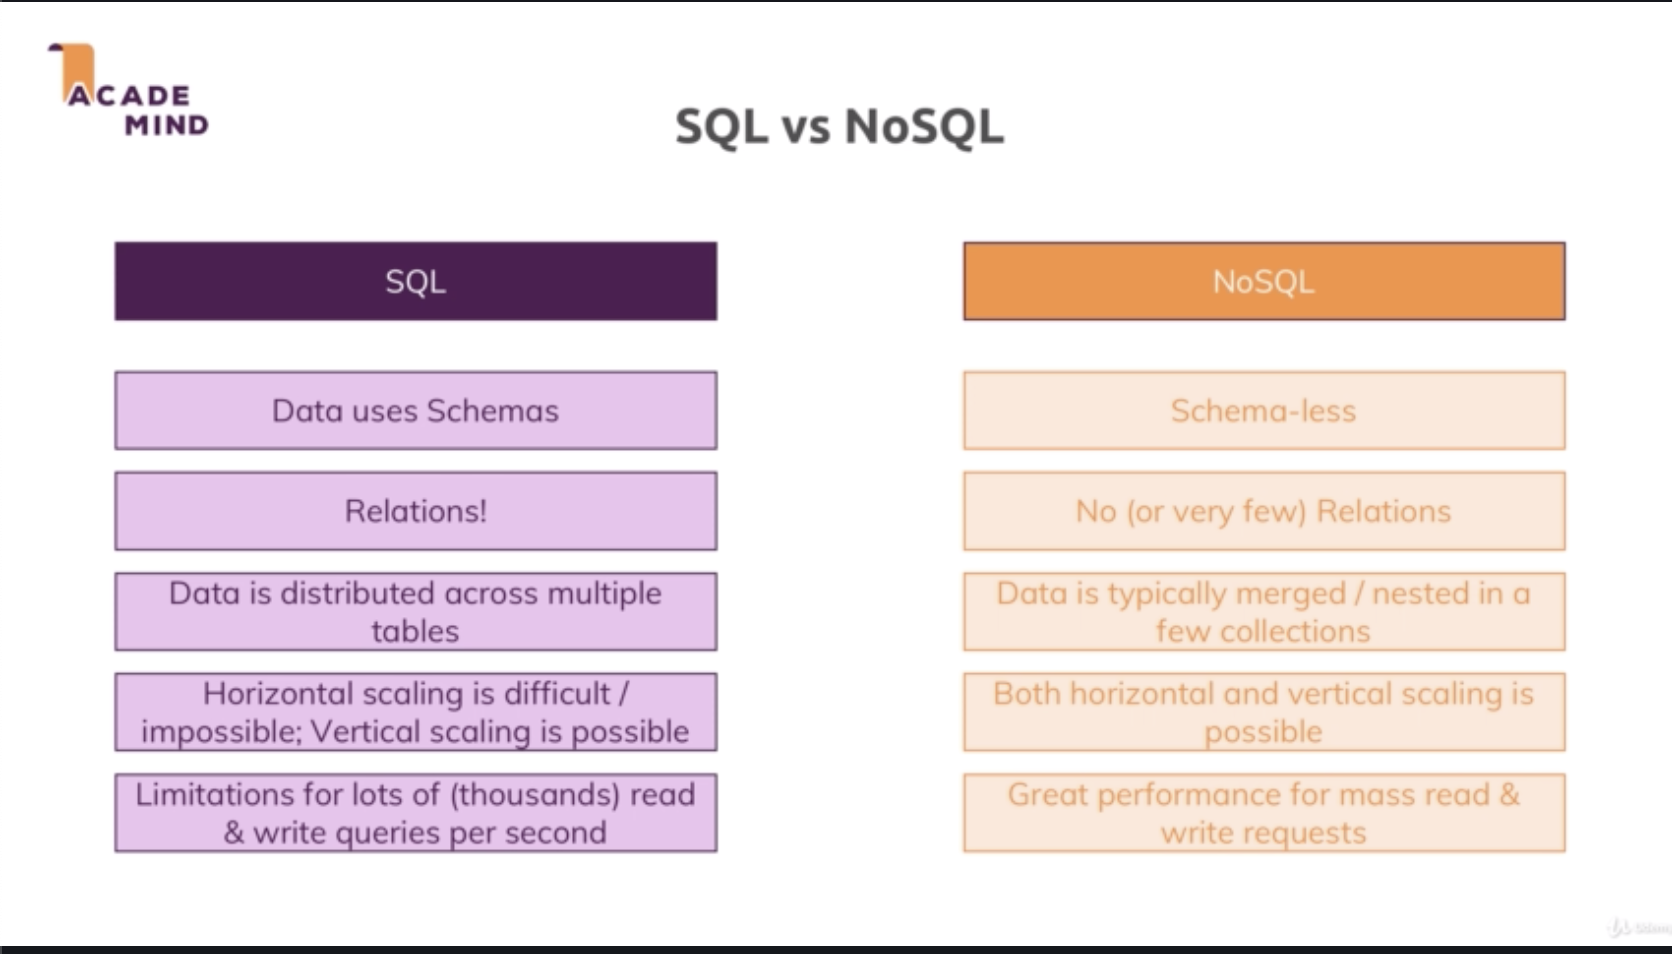 ACADE
MIND
SQL vs NoSQL
SQL
NoSQL
Data uses Schemas
Schema-less
Relations!
No (or very few) Relations
Data is distributed across multiple
tables
Data is typically merged / nested in a
few collections
Horizontal scaling is difficult /
impossible; Vertical scaling is possible
Both horizontal and vertical scaling is
possible
Limitations for lots of (thousands) read
& write queries per second
Great performance for mass read &
write requests